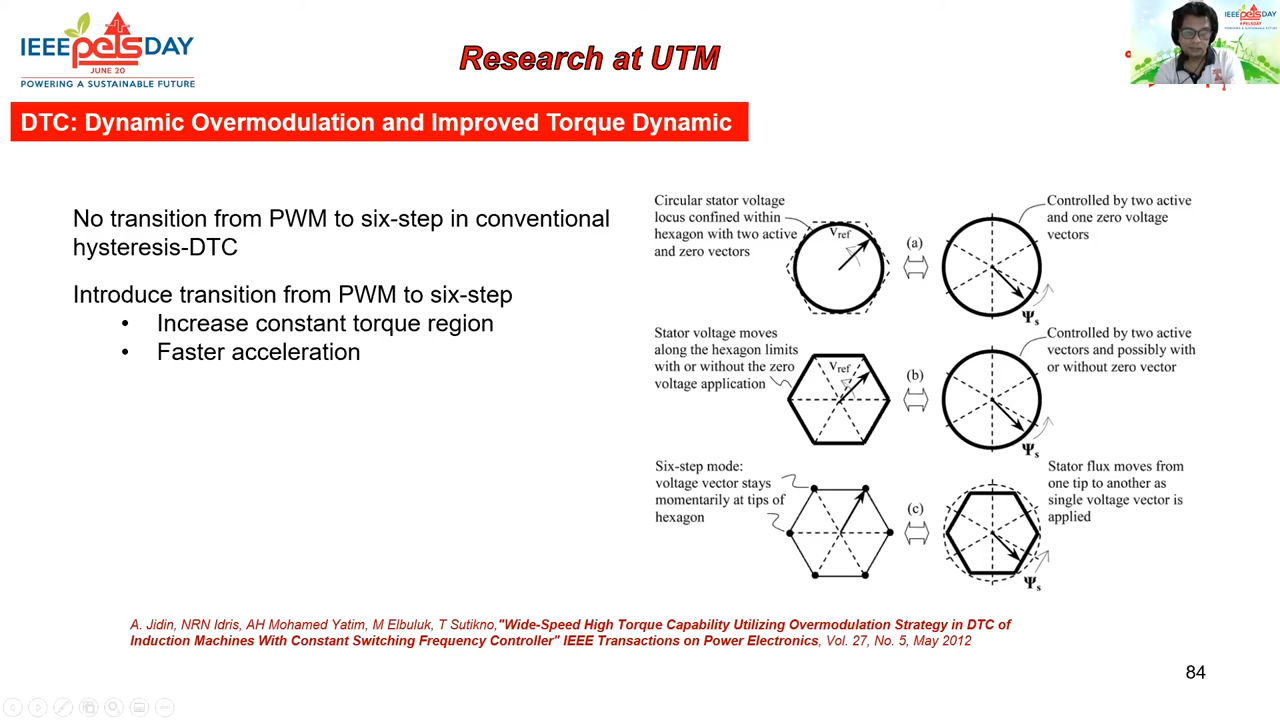 IEEE pels DAY
JUNE 20
POWERING A SUSTAINABLE FUTURE
Research at UTM
IEEE pels DAY
#PELSDAY
POWERING A SUSTAINABLE FUTURE
DTC: Dynamic Overmodulation and Improved Torque Dynamic
No transition from PWM to six-step in conventional
hysteresis-DTC
Introduce transition from PWM to six-step
• Increase constant torque region
• Faster acceleration
Circular stator voltage
locus confined within
hexagon with two active
and zero vectors
vref
(a)
Controlled by two active
and one zero voltage
vectors
Ψs
Stator voltage moves
along the hexagon limits
with or without the zero
voltage application
vref
(b)
Controlled by two active
vectors and possibly with
or without zero vector
Ψs
Six-step mode:
voltage vector stays
momentarily at tips of
hexagon
(c)
Stator flux moves from
one tip to another as
single voltage vector is
applied
Ψs
A. Jidin, NRN Idris, AH Mohamed Yatim, M Elbuluk, T Sutikno,"Wide-Speed High Torque Capability Utilizing Overmodulation Strategy in DTC of
Induction Machines With Constant Switching Frequency Controller" IEEE Transactions on Power Electronics, Vol. 27, No. 5, May 2012
84